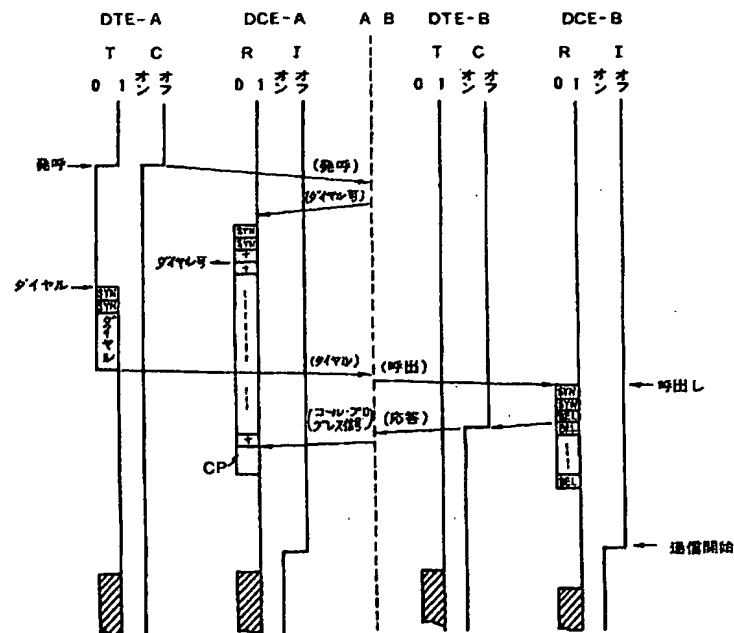 DTE-A DCE-A A B DTE-B DCE-B
T C R I T C R I
0 1 オン オフ 0 1 オン オフ 0 1 オン オフ 0 1 オン オフ
発呼
(発呼)
(ダイヤル可)
SYN
SYN
+
ダイヤル可
+
ダイヤル
SYN
SYN
ダイヤル
(ダイヤル)
(呼出)
呼出し
SYN
SYN
BEL
BEL
(コール・プログレス信号)
(応答)
+
CP
BEL
通信開始